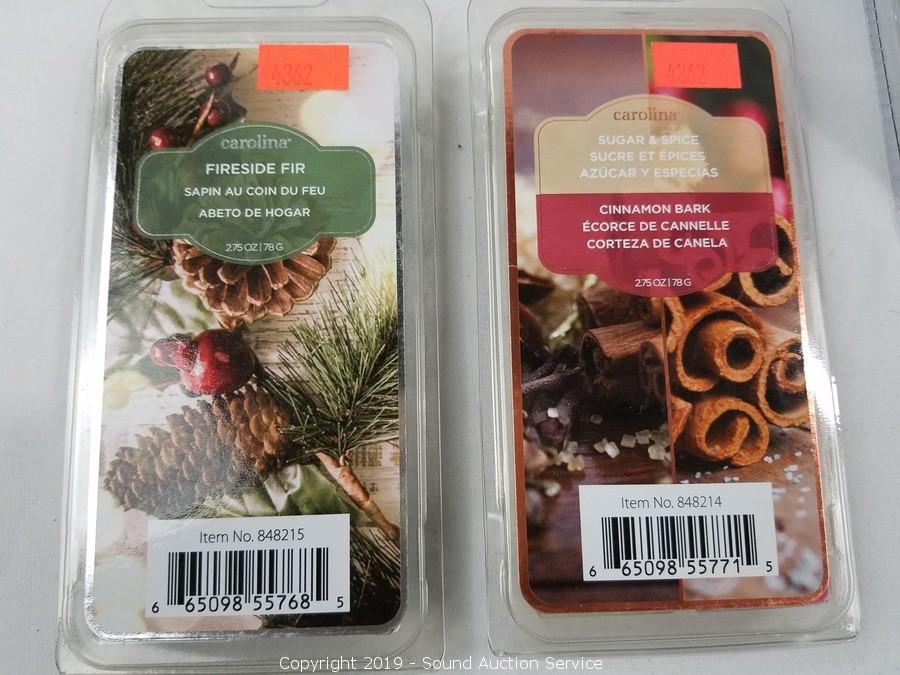 4362
carolina
FIRESIDE FIR
SAPIN AU COIN DU FEU
ABETO DE HOGAR
2.75 OZ | 78 G
Item No. 848215
6 65098 55768 5
4362
carolina
SUGAR & SPICE
SUCRE ET ÉPICES
AZÚCAR Y ESPECIAS
CINNAMON BARK
ÉCORCE DE CANNELLE
CORTEZA DE CANELA
2.75 OZ | 78 G
Item No. 848214
6 65098 55771 5
Copyright 2019 - Sound Auction Service